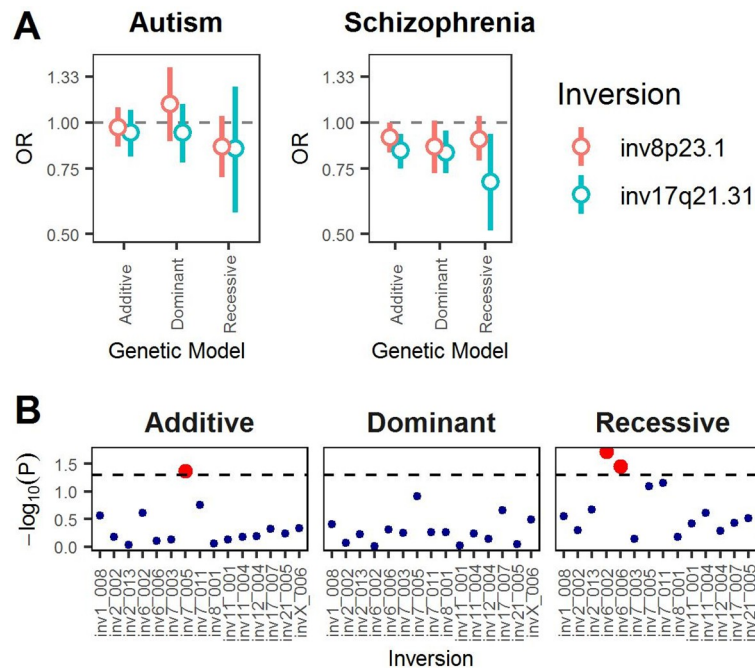 A
Autism
Schizophrenia
1.33
1.00
0.75
0.50
OR
Additive
Dominant
Recessive
Genetic Model
1.33
1.00
0.75
0.50
OR
Additive
Dominant
Recessive
Genetic Model
Inversion
inv8p23.1
inv17q21.31
B
Additive
Dominant
Recessive
−log10(P)
1.5
1.0
0.5
0.0
inv1_008
inv2_002
inv2_013
inv6_002
inv6_006
inv7_003
inv7_005
inv7_011
inv8_001
inv11_001
inv11_004
inv12_004
inv17_007
inv21_005
invX_006
inv1_008
inv2_002
inv2_013
inv6_002
inv6_006
inv7_003
inv7_005
inv7_011
inv8_001
inv11_001
inv11_004
inv12_004
inv17_007
inv21_005
invX_006
inv1_008
inv2_002
inv2_013
inv6_002
inv6_006
inv7_003
inv7_005
inv7_011
inv8_001
inv11_001
inv11_004
inv12_004
inv17_007
inv21_005
Inversion